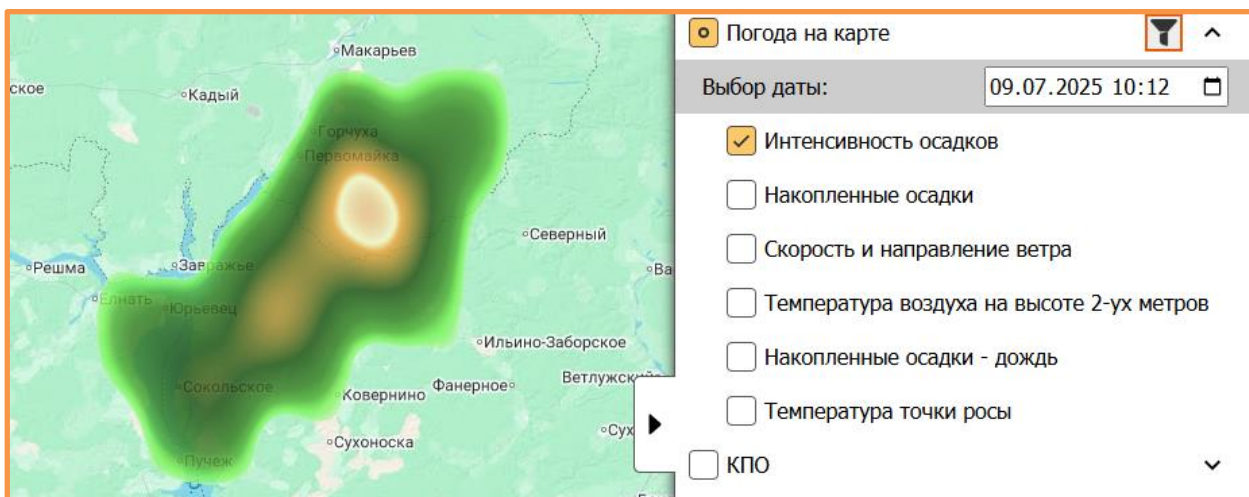 Макарьев
ское
Кадый
Горчуха
Первомайка
Северный
Решма
Завражье
Ва
Елнать
Юрьевец
Ильино-Заборское
Сокольское
Ковернино
Фанерное
Ветлужский
Сухоноска
Сух
Пучеж
Погода на карте
Выбор даты:
09.07.2025 10:12
Интенсивность осадков
Накопленные осадки
Скорость и направление ветра
Температура воздуха на высоте 2-ух метров
Накопленные осадки - дождь
Температура точки росы
КПО